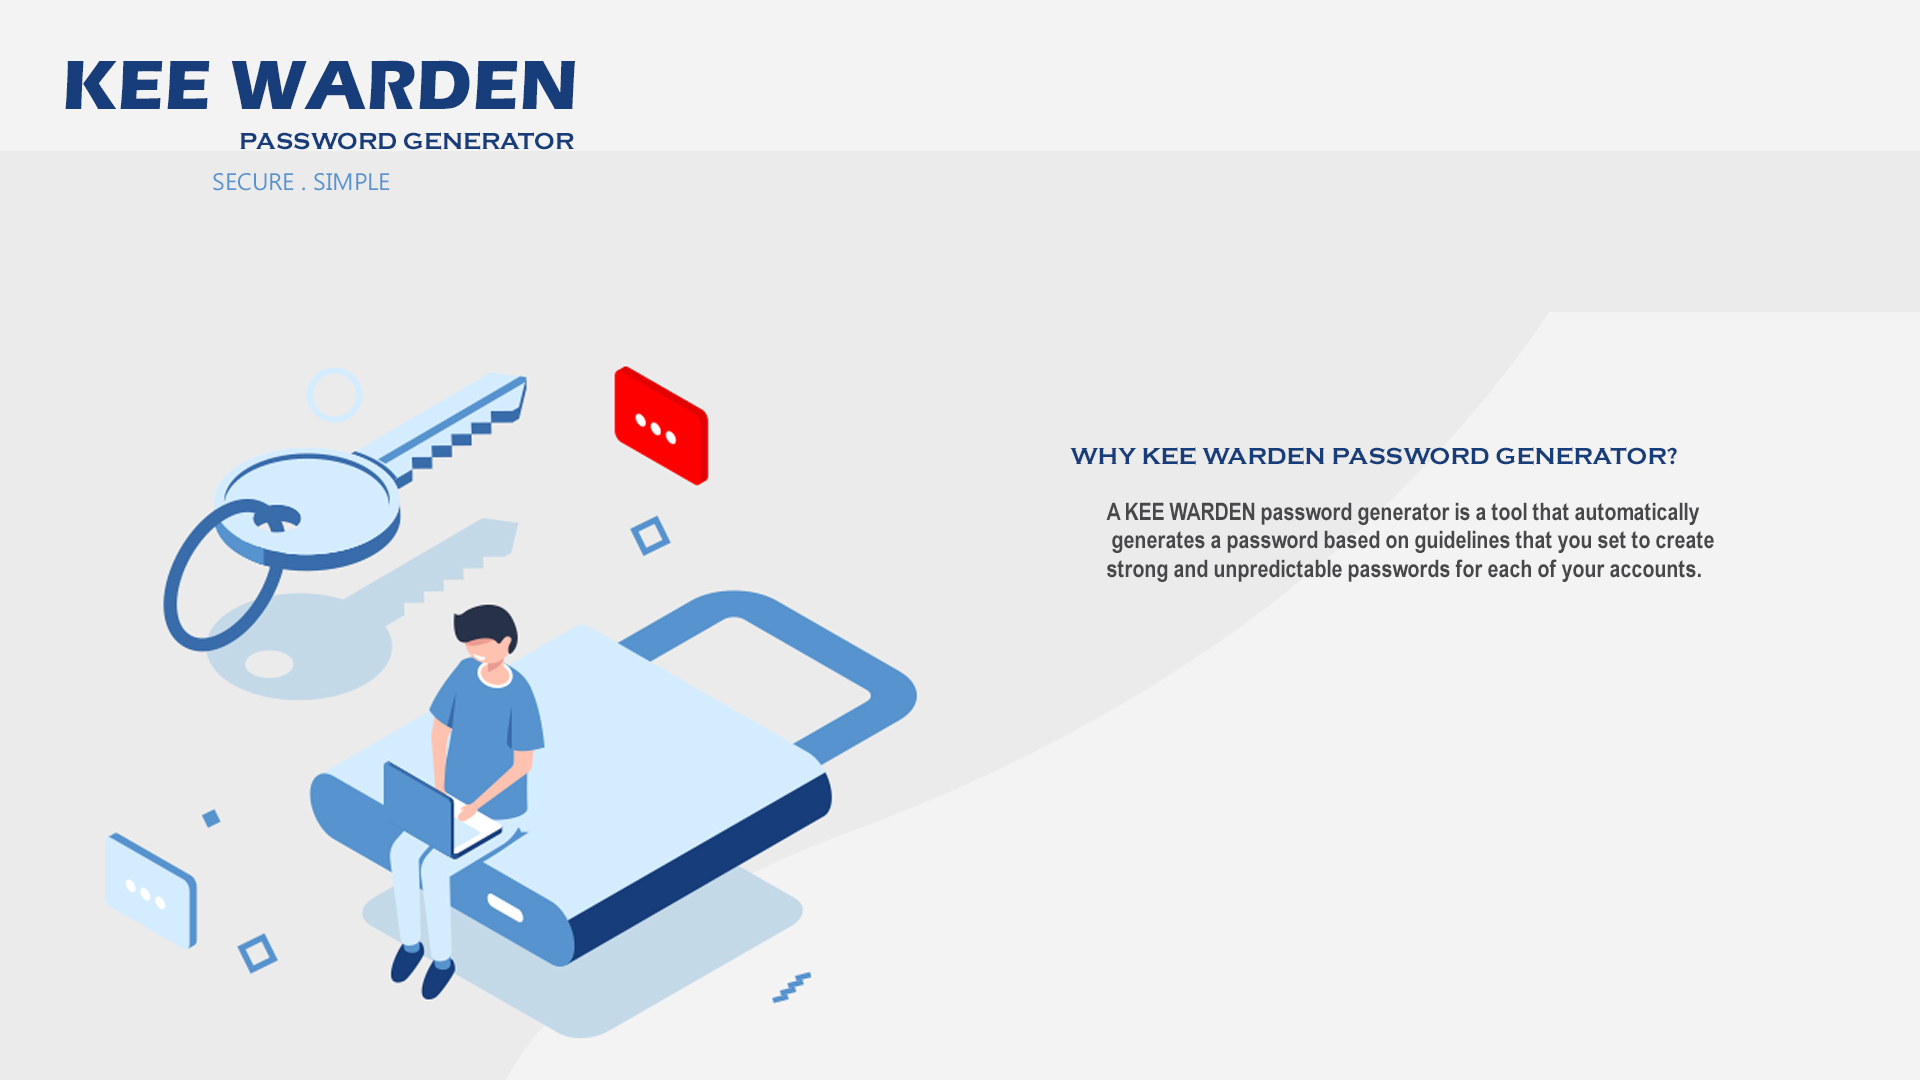 KEE WARDEN
PASSWORD GENERATOR
SECURE . SIMPLE
WHY KEE WARDEN PASSWORD GENERATOR?
A KEE WARDEN password generator is a tool that automatically
generates a password based on guidelines that you set to create
strong and unpredictable passwords for each of your accounts.